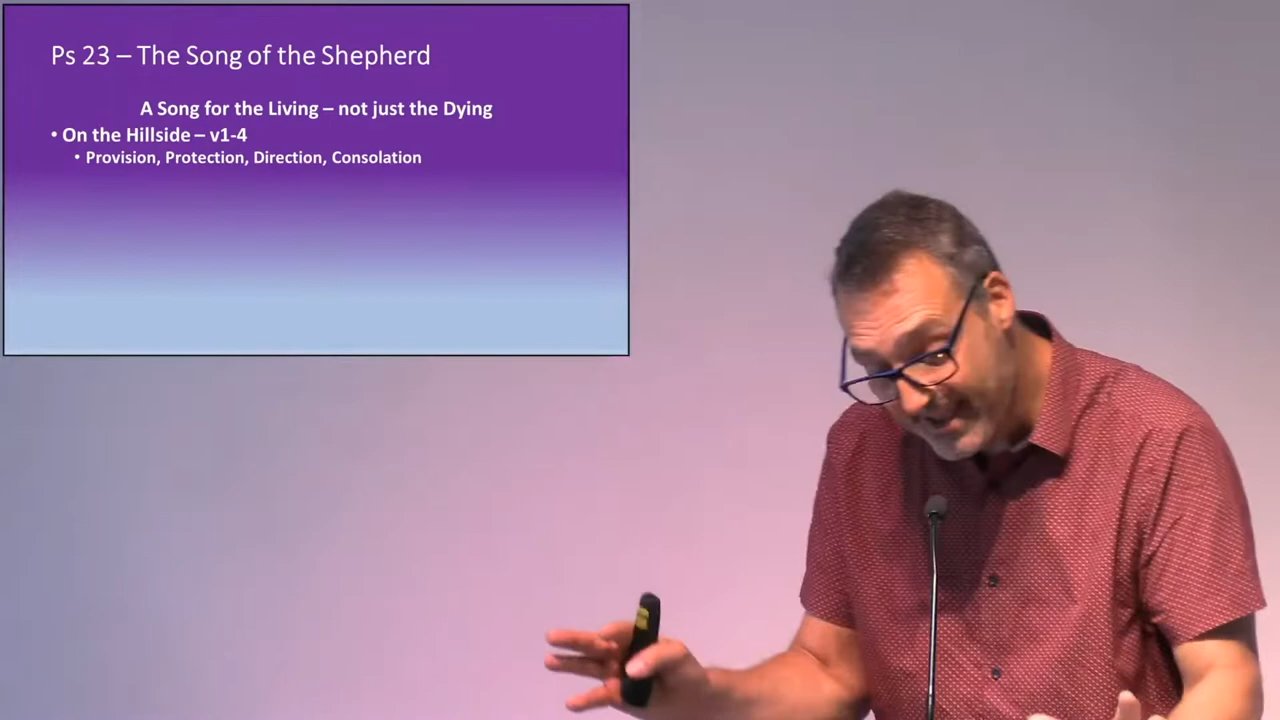 Ps 23 – The Song of the Shepherd
A Song for the Living – not just the Dying
• On the Hillside – v1-4
• Provision, Protection, Direction, Consolation